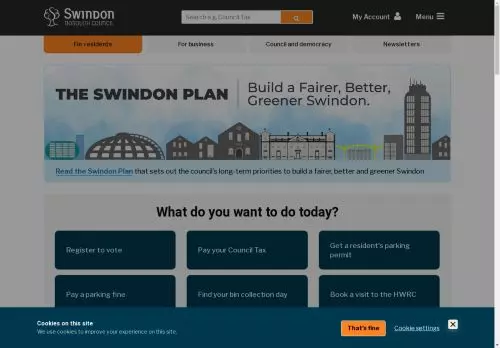 Swindon
BOROUGH COUNCIL
Search e.g. Council Tax
My Account
Menu
For residents
For business
Council and democracy
Newsletters
THE SWINDON PLAN
Build a Fairer, Better,
Greener Swindon.
Read the Swindon Plan that sets out the council's long-term priorities to build a fairer, better and greener Swindon
What do you want to do today?
Register to vote
Pay your Council Tax
Get a resident's parking
permit
Pay a parking fine
Find your bin collection day
Book a visit to the HWRC
Cookies on this site
We use cookies to improve your experience on this site.
That's fine
Cookie settings